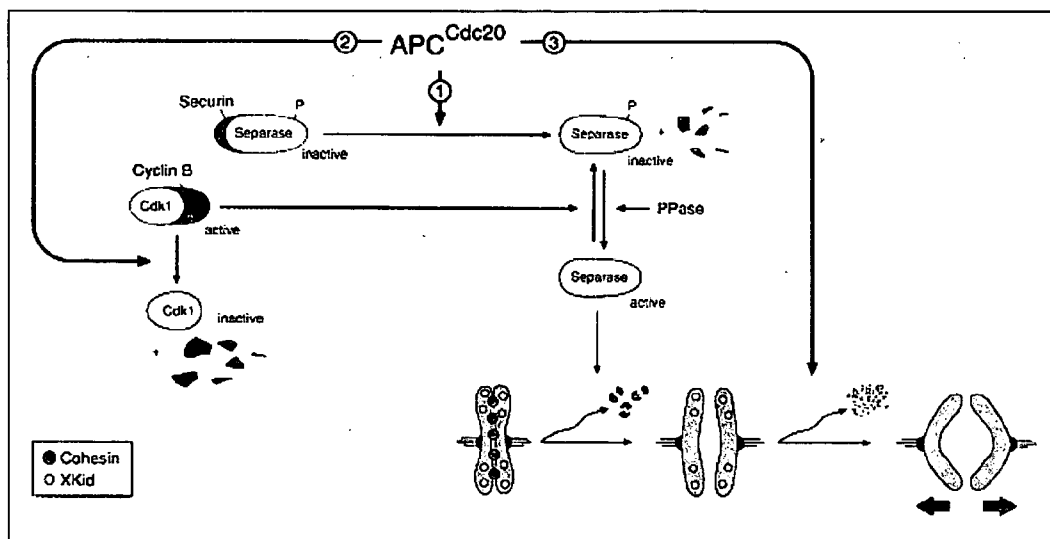 ② APC^Cdc20 ③
①
Securin
P
Separase
inactive
P
Separase
inactive
Cyclin B
Cdk1
active
PPase
Separase
active
Cdk1
inactive
Cohesin
XKid